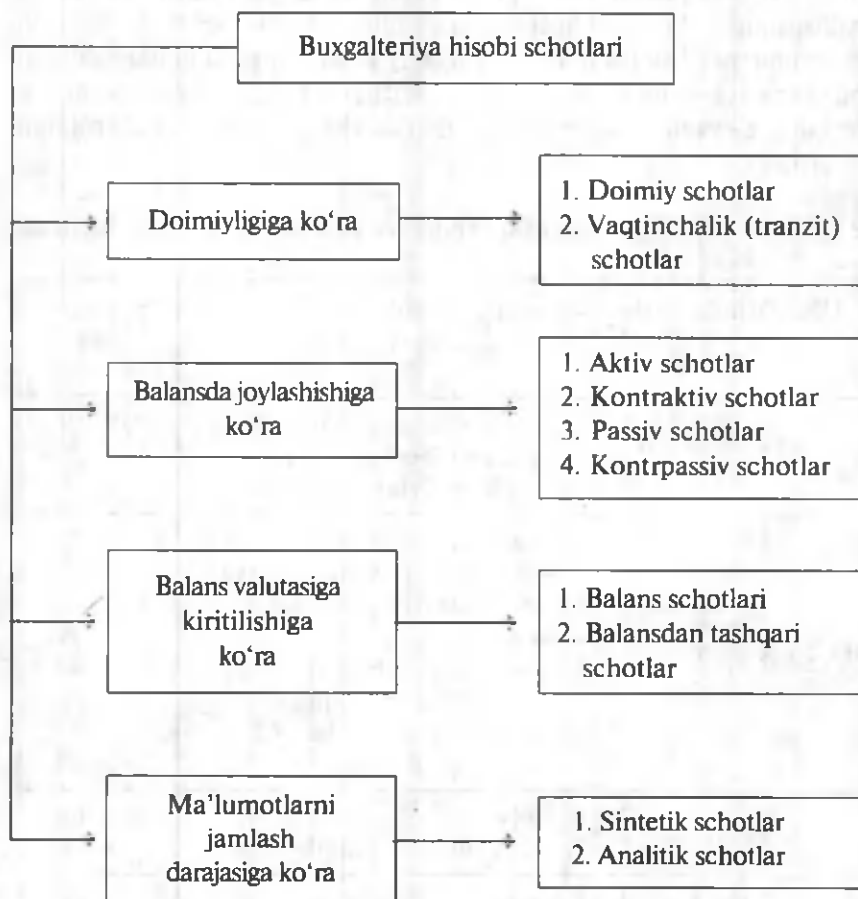 Buxgalteriya hisobi schotlari
Doimiyligiga ko‘ra
1. Doimiy schotlar
2. Vaqtinchalik (tranzit)
schotlar
Balansda joylashishiga
ko‘ra
1. Aktiv schotlar
2. Kontraktiv schotlar
3. Passiv schotlar
4. Kontrpassiv schotlar
Balans valutasiga
kiritilishiga
ko‘ra
1. Balans schotlari
2. Balansdan tashqari
schotlar
Ma’lumotlarni
jamlash
darajasiga ko‘ra
1. Sintetik schotlar
2. Analitik schotlar